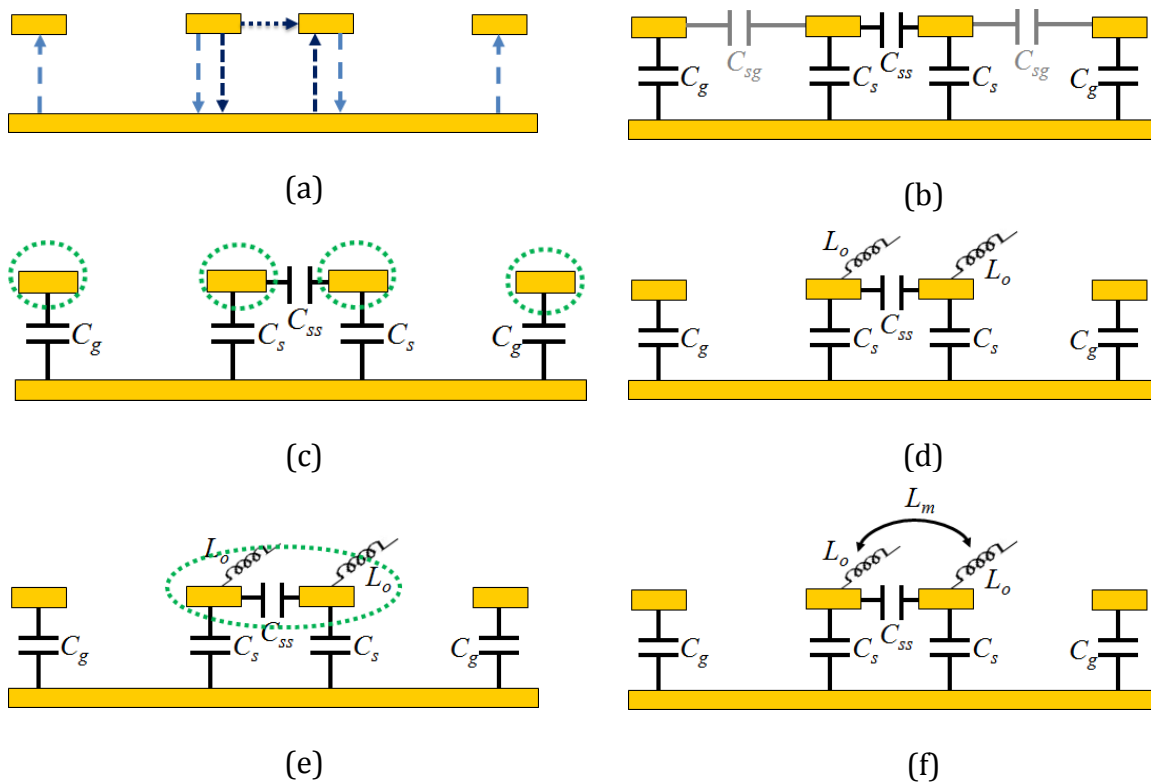 (a)
C_sg C_ss C_sg
C_g C_s C_s C_g
(b)
C_g C_s C_ss C_s C_g
(c)
L_o L_o
C_g C_s C_ss C_s C_g
(d)
L_o L_o
C_g C_ss C_s C_s C_g
(e)
L_m
L_o L_o
C_g C_s C_ss C_s C_g
(f)